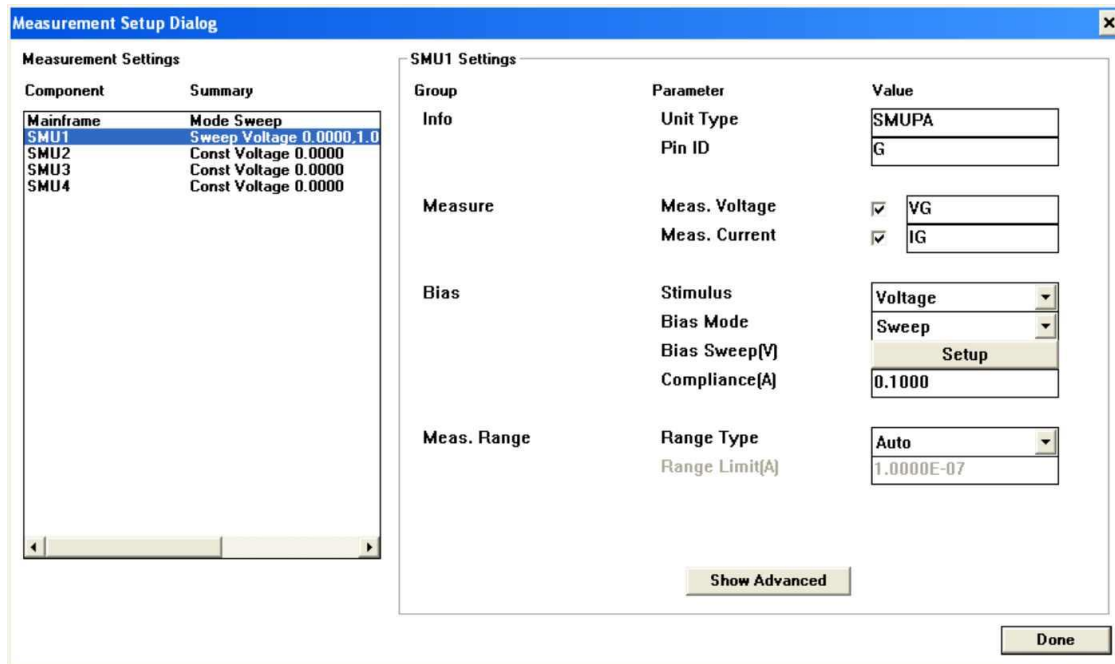 Measurement Setup Dialog
Measurement Settings
Component Summary
Mainframe Mode Sweep
SMU1 Sweep Voltage 0.0000,1.0
SMU2 Const Voltage 0.0000
SMU3 Const Voltage 0.0000
SMU4 Const Voltage 0.0000
SMU1 Settings
Group Parameter Value
Info Unit Type SMUPA
Pin ID G
Measure Meas. Voltage VG
Meas. Current IG
Bias Stimulus Voltage
Bias Mode Sweep
Bias Sweep(V) Setup
Compliance(A) 0.1000
Meas. Range Range Type Auto
Range Limit(A) 1.0000E-07
Show Advanced
Done